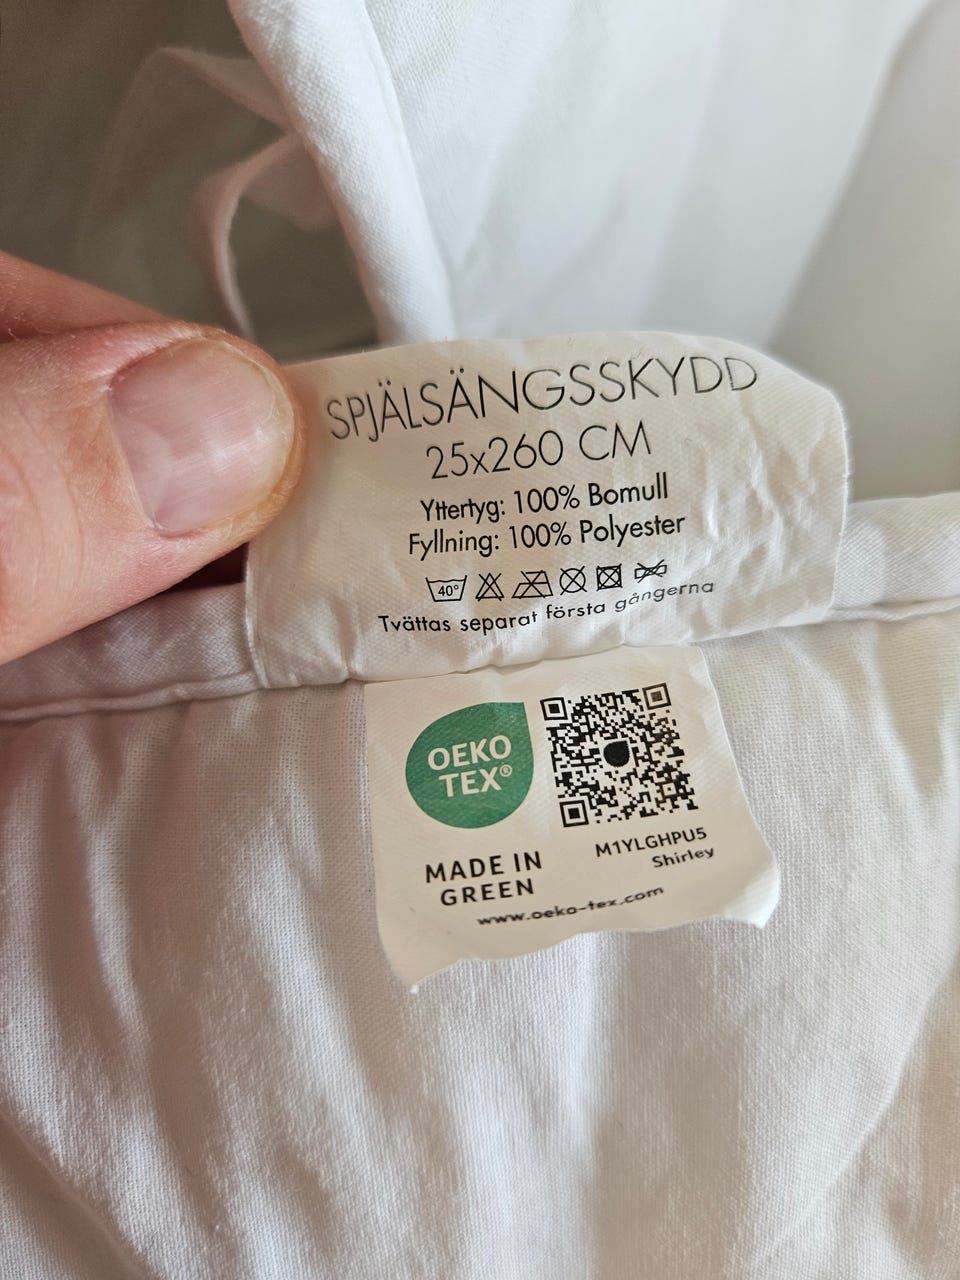 SPJÄLSÄNGSSKYDD
25x260 CM
Yttertyg: 100% Bomull
Fyllning: 100% Polyester
40°
Tvättas separat första gångerna
OEKO
TEX®
MADE IN
GREEN
M1YLGHPU5
Shirley
www.oeko-tex.com